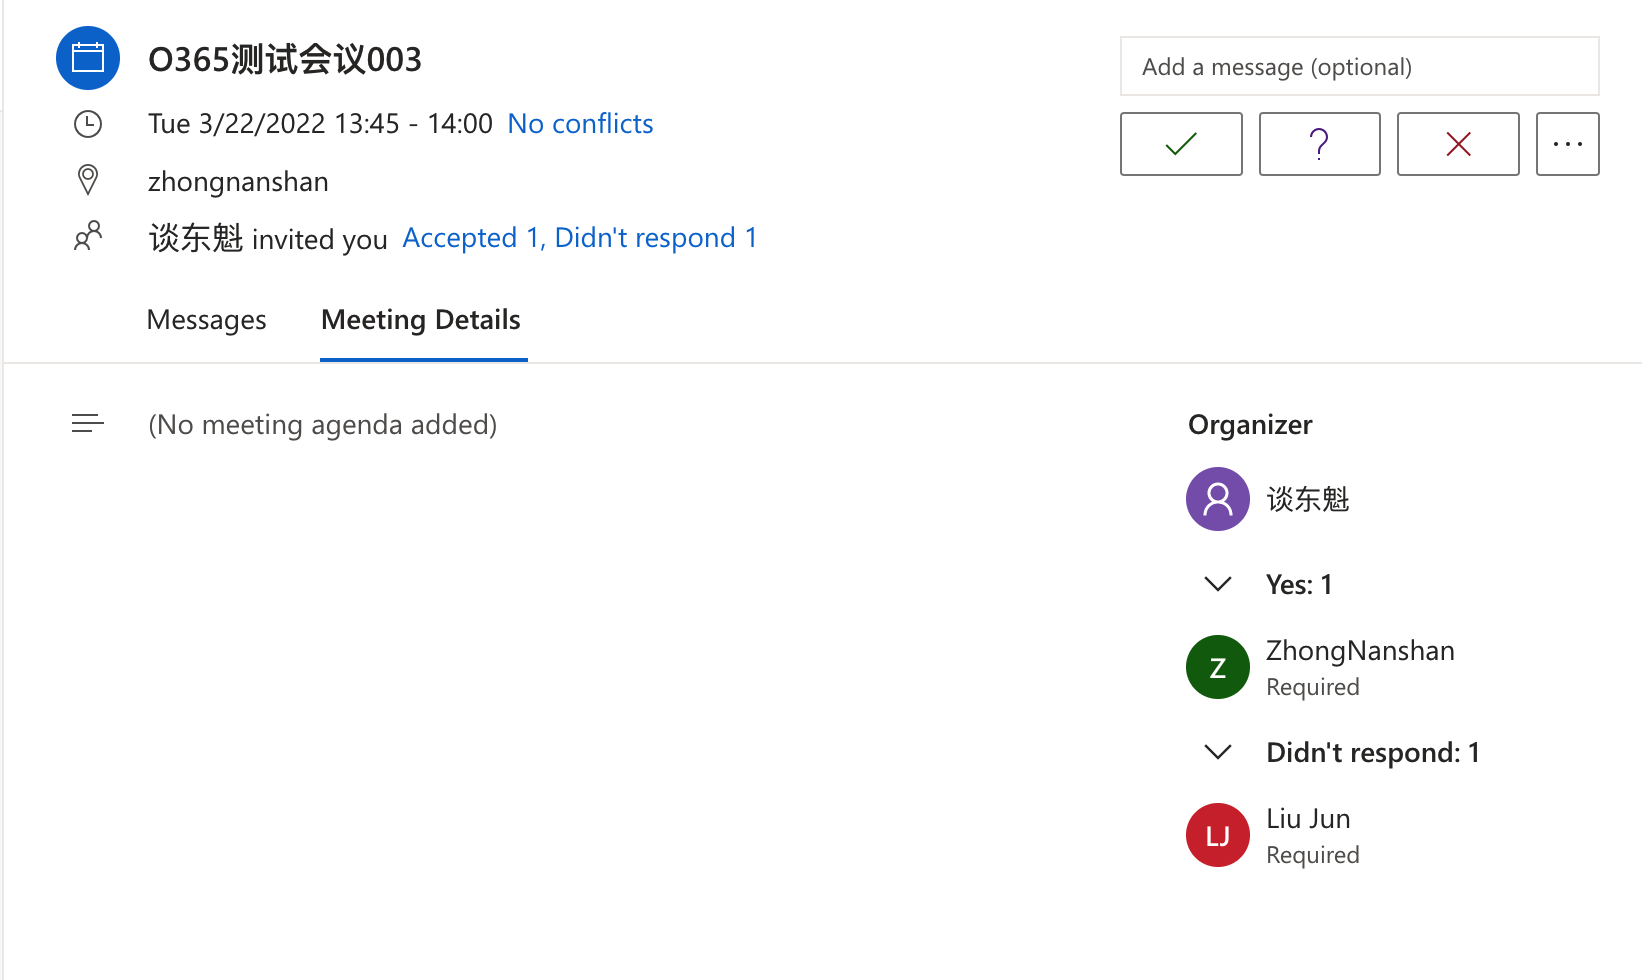 O365测试会议003
Add a message (optional)
Tue 3/22/2022 13:45 - 14:00 No conflicts
zhongnanshan
谈东魁 invited you Accepted 1, Didn't respond 1
Messages Meeting Details
(No meeting agenda added)
Organizer
谈东魁
Yes: 1
Z
ZhongNanshan
Required
Didn't respond: 1
LJ
Liu Jun
Required